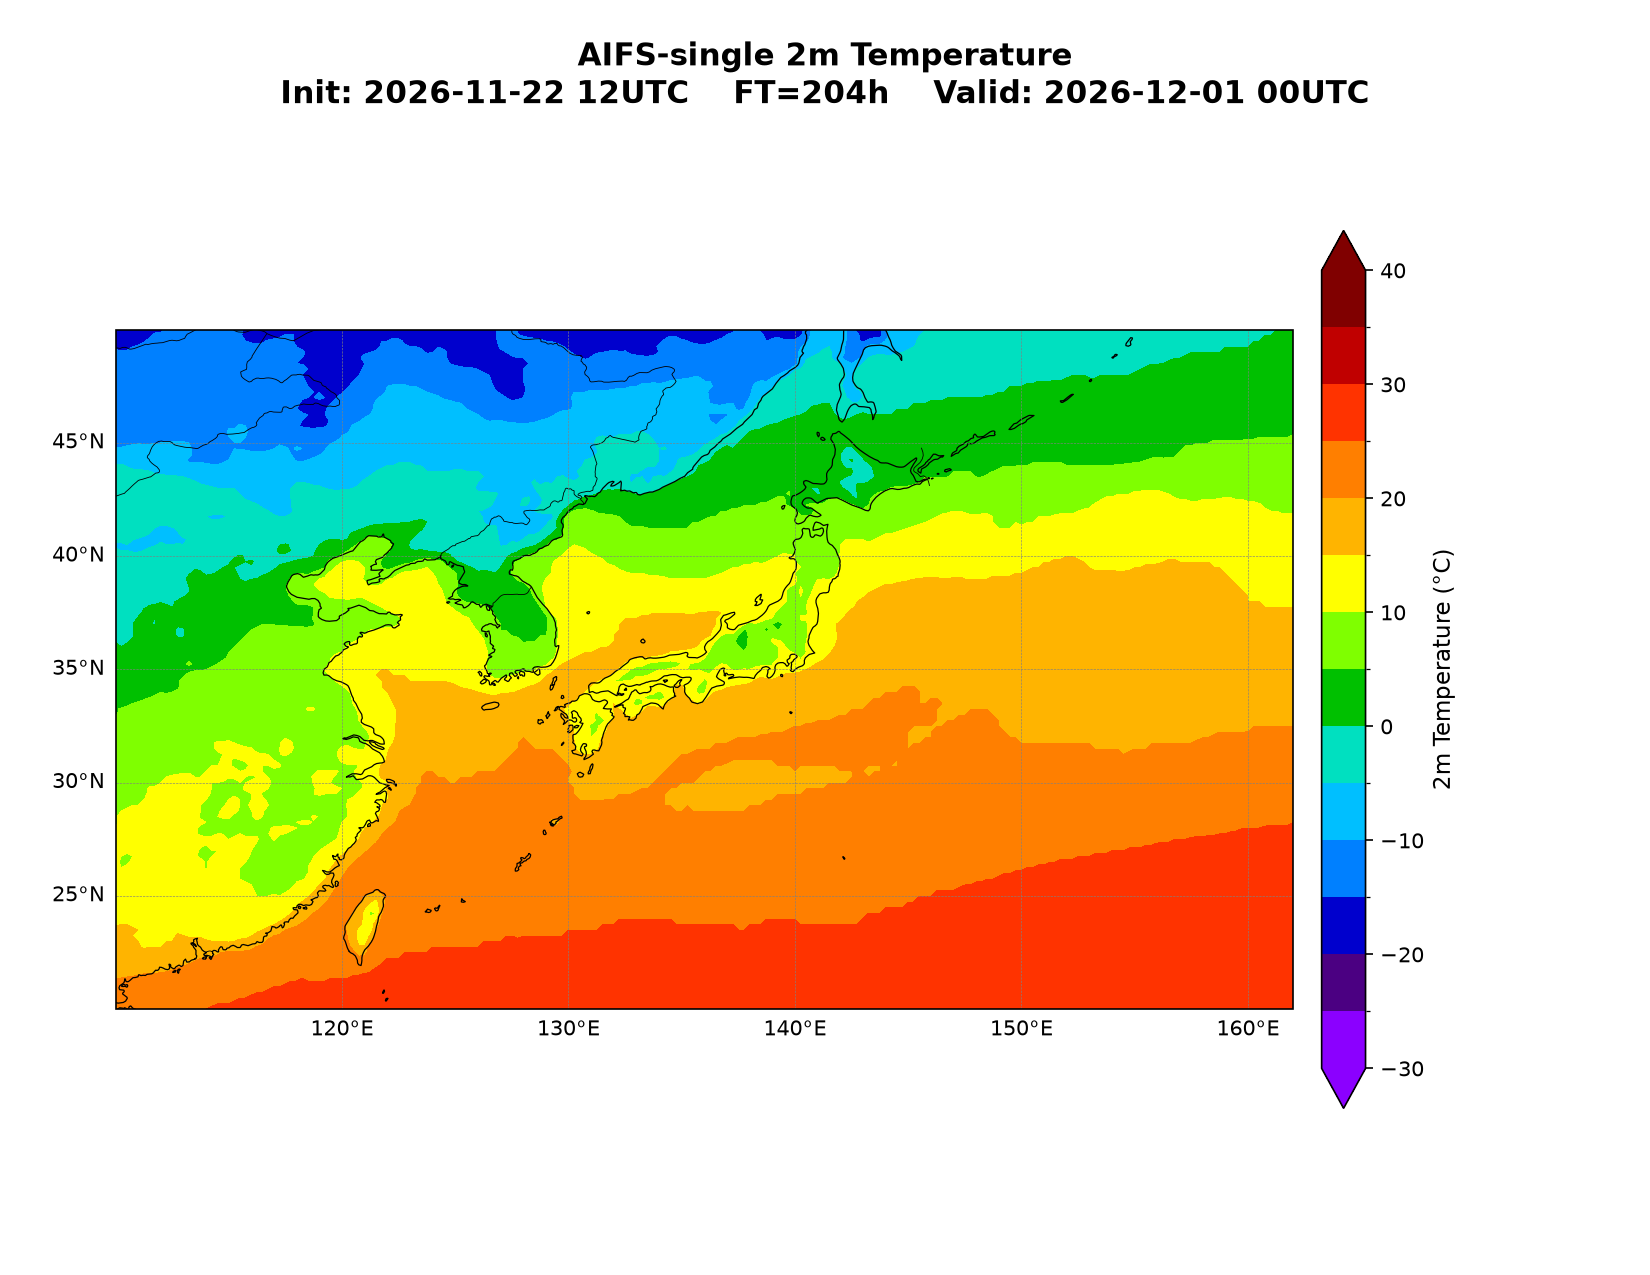 AIFS-single 2m Temperature
Init: 2026-11-22 12UTC    FT=204h    Valid: 2026-12-01 00UTC
45°N
40°N
35°N
30°N
25°N
120°E
130°E
140°E
150°E
160°E
40
30
20
10
0
−10
−20
−30
2m Temperature (°C)